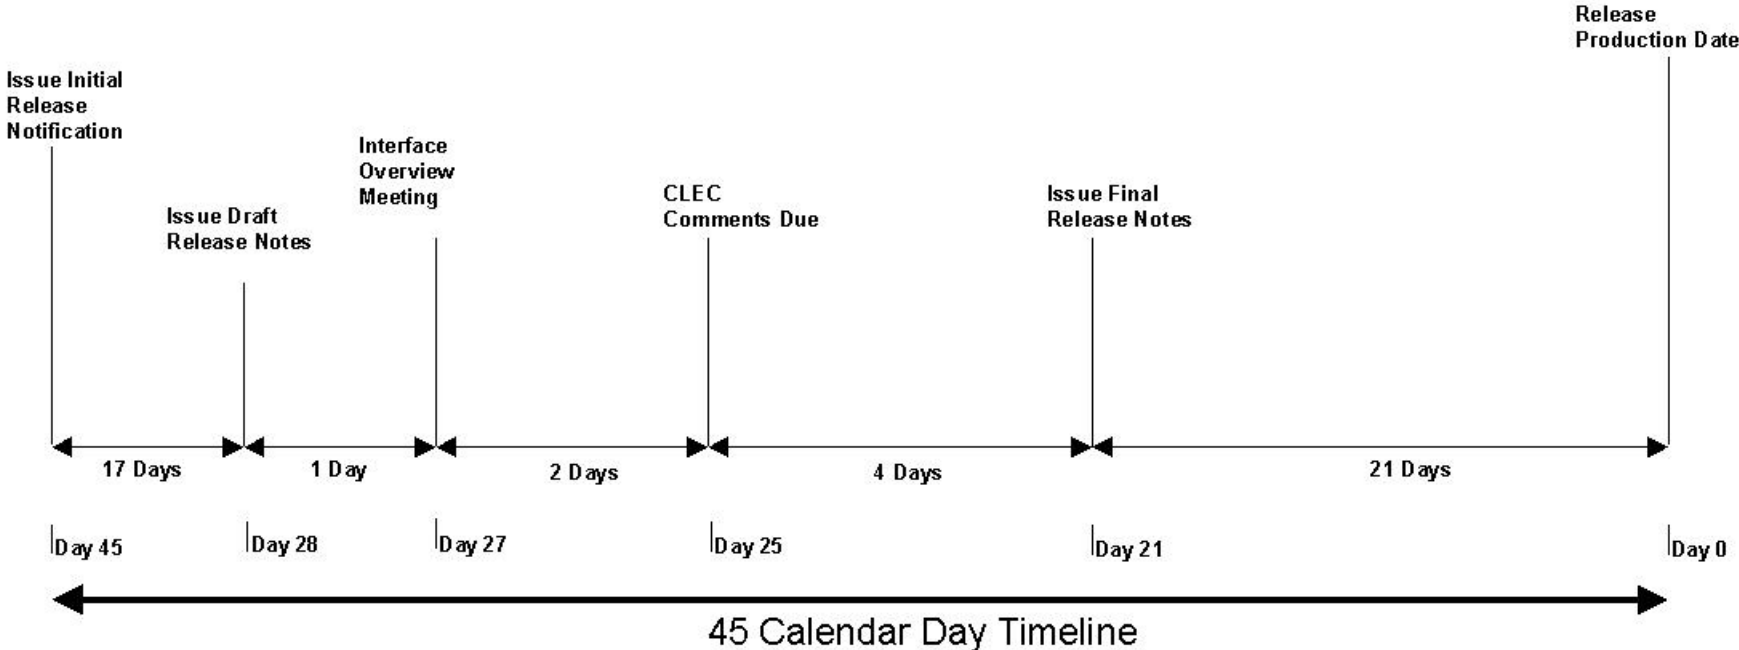 Release
Production Date
Issue Initial
Release
Notification
Interface
Overview
Meeting
Issue Draft
Release Notes
CLEC
Comments Due
Issue Final
Release Notes
17 Days
1 Day
2 Days
4 Days
21 Days
Day 45
Day 28
Day 27
Day 25
Day 21
Day 0
45 Calendar Day Timeline